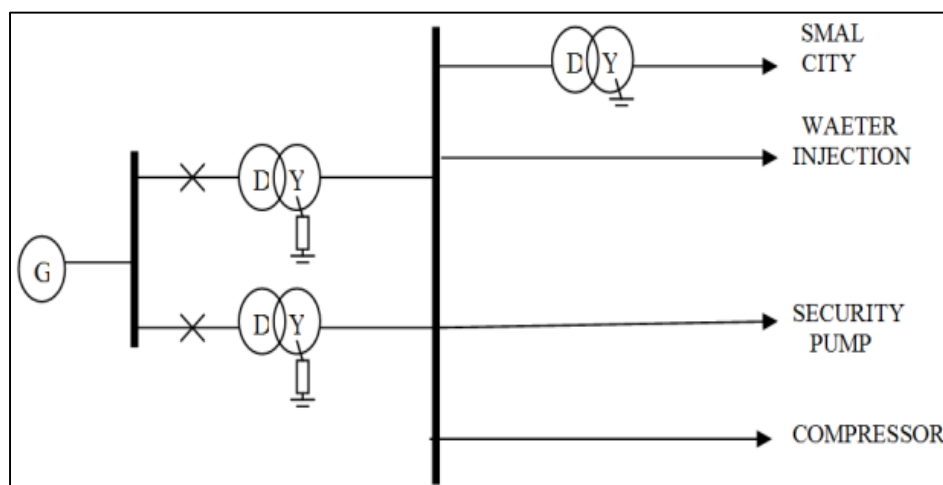 SMAL
CITY
D Y
WAETER
INJECTION
D Y
G
D Y
SECURITY
PUMP
COMPRESSOR